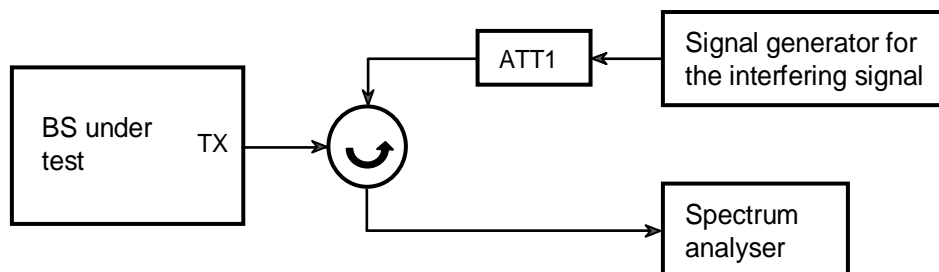 BS under
test
TX
ATT1
Signal generator for
the interfering signal
Spectrum
analyser